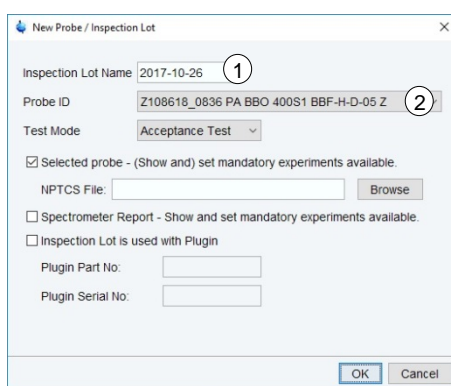 New Probe / Inspection Lot
Inspection Lot Name 2017-10-26 1
Probe ID Z108618_0836 PA BBO 400S1 BBF-H-D-05 Z 2
Test Mode Acceptance Test
Selected probe - (Show and) set mandatory experiments available.
NPTCS File: Browse
Spectrometer Report - Show and set mandatory experiments available.
Inspection Lot is used with Plugin
Plugin Part No:
Plugin Serial No:
OK Cancel